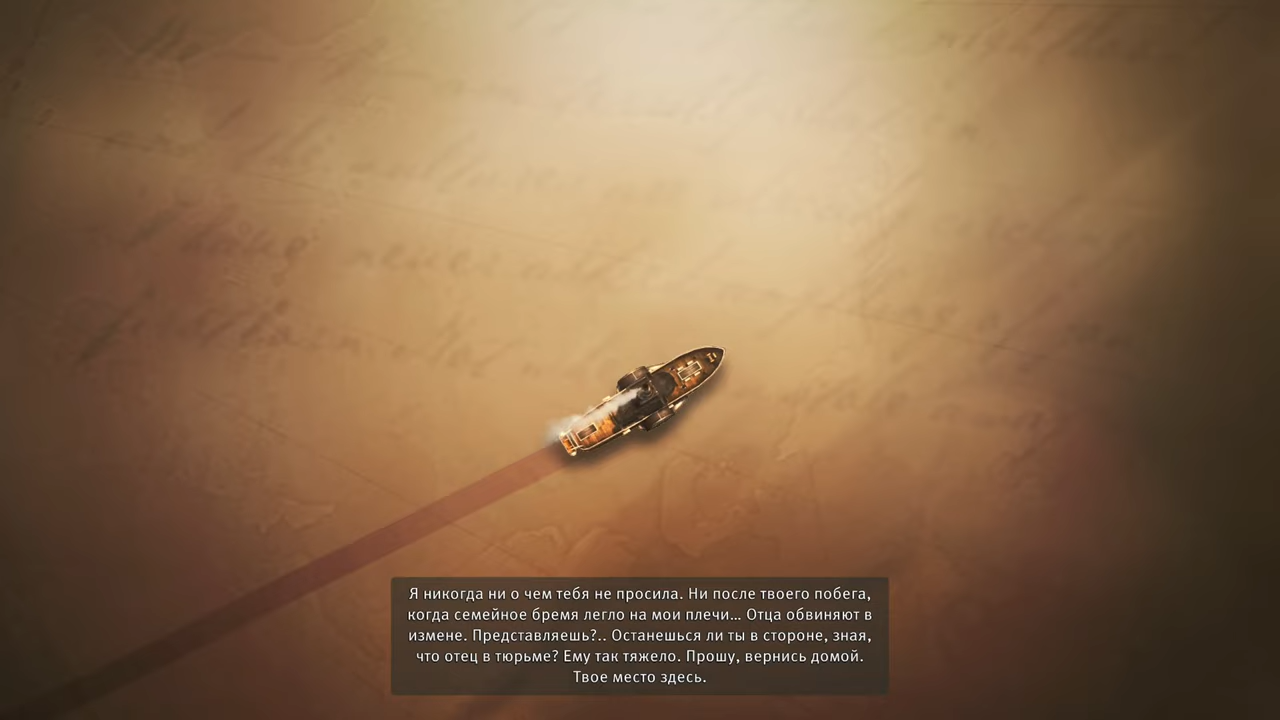 Я никогда ни о чем тебя не просила. Ни после твоего побега,
когда семейное бремя легло на мои плечи... Отца обвиняют в
измене. Представляешь?.. Останешься ли ты в стороне, зная,
что отец в тюрьме? Ему так тяжело. Прошу, вернись домой.
Твое место здесь.